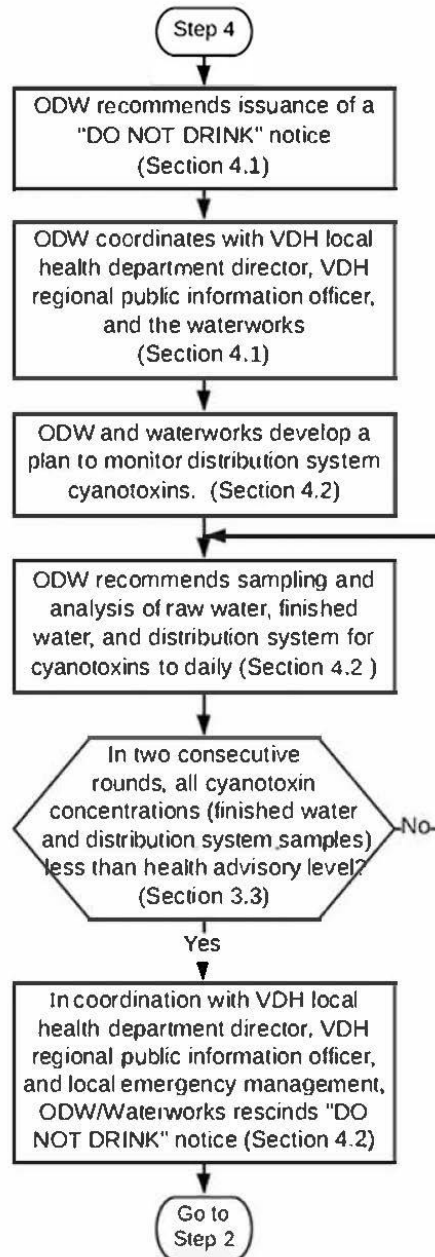 Step 4
ODW recommends issuance of a
"DO NOT DRINK" notice
(Section 4.1)
ODW coordinates with VDH local
health department director, VDH
regional public information officer,
and the waterworks
(Section 4.1)
ODW and waterworks develop a
plan to monitor distribution system
cyanotoxins. (Section 4.2)
ODW recommends sampling and
analysis of raw water, finished
water, and distribution system for
cyanotoxins to daily (Section 4.2 )
In two consecutive
rounds, all cyanotoxin
concentrations (finished water
and distribution system samples)
less than health advisory level?
(Section 3.3)
No
Yes
In coordination with VDH local
health department director, VDH
regional public information officer,
and local emergency management,
ODW/Waterworks rescinds "DO
NOT DRINK" notice (Section 4.2)
Go to
Step 2